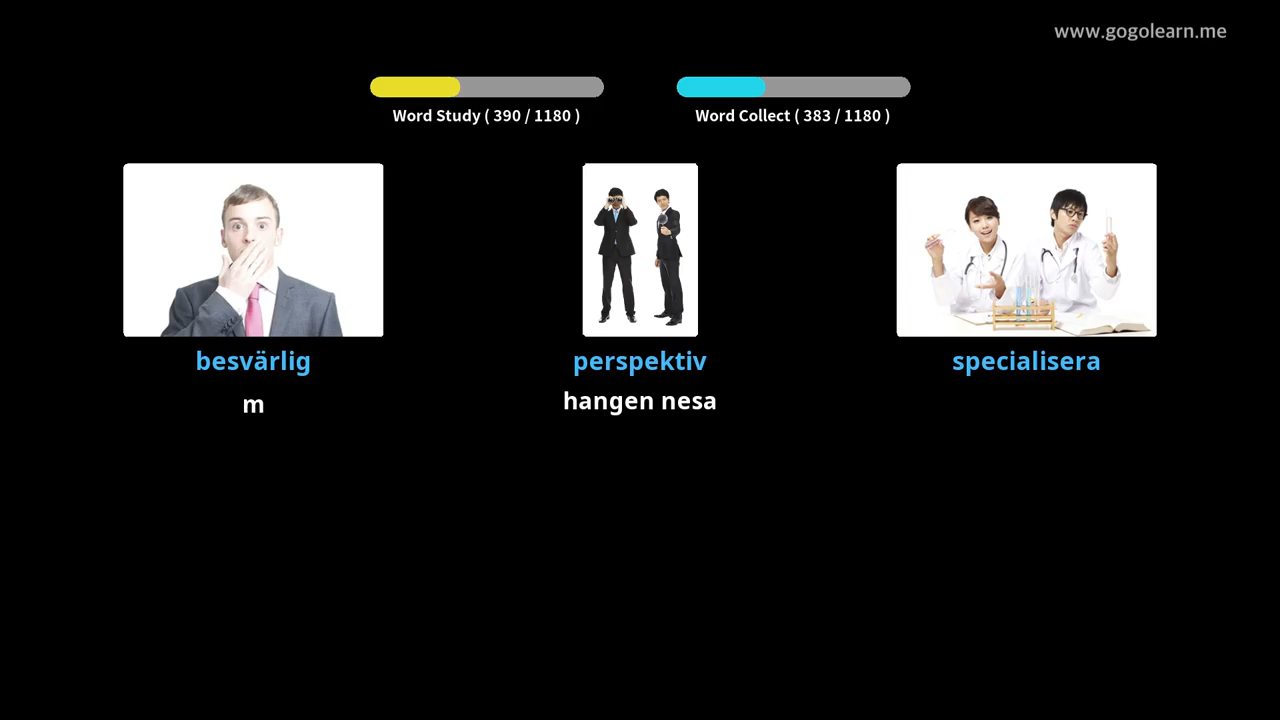 www.gogolearn.me
Word Study ( 390 / 1180 )
Word Collect ( 383 / 1180 )
besvärlig
perspektiv
specialisera
m
hangen nesa